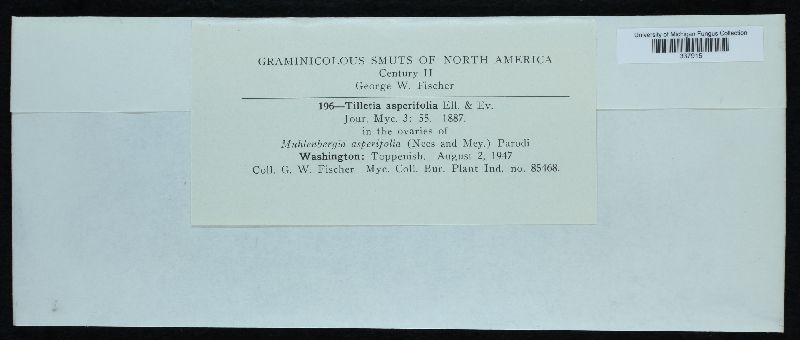 University of Michigan Fungus Collection
337915
GRAMINICOLOUS SMUTS OF NORTH AMERICA
Century II
George W. Fischer
196—Tilletia asperifolia Ell. & Ev.
Jour. Myc. 3: 55. 1887.
in the ovaries of
Muhlenbergia asperifolia (Nees and Mey.) Parodi
Washington: Toppenish. August 2, 1947
Coll. G. W. Fischer Myc. Coll. Bur. Plant Ind. no. 85468.